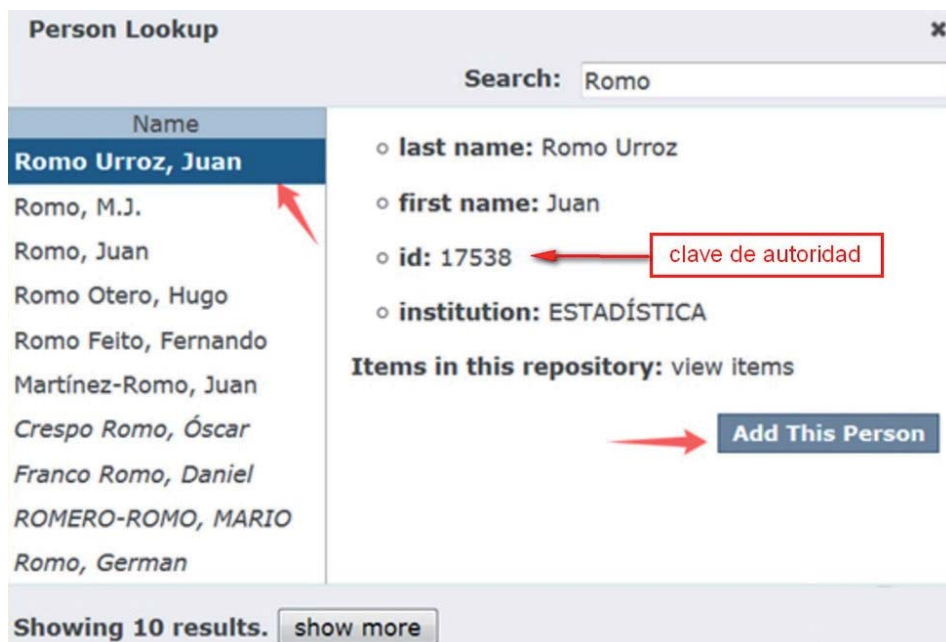 Person Lookup
Search: Romo
Name
Romo Urroz, Juan
Romo, M.J.
Romo, Juan
Romo Otero, Hugo
Romo Feito, Fernando
Martínez-Romo, Juan
Crespo Romo, Óscar
Franco Romo, Daniel
ROMERO-ROMO, MARIO
Romo, German
last name: Romo Urroz
first name: Juan
id: 17538
clave de autoridad
institution: ESTADÍSTICA
Items in this repository: view items
Add This Person
Showing 10 results. show more